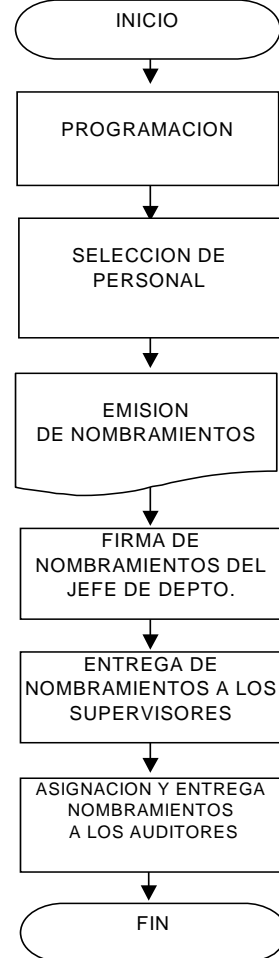 INICIO
PROGRAMACION
SELECCION DE
PERSONAL
EMISION
DE NOMBRAMIENTOS
FIRMA DE
NOMBRAMIENTOS DEL
JEFE DE DEPTO.
ENTREGA DE
NOMBRAMIENTOS A LOS
SUPERVISORES
ASIGNACION Y ENTREGA
NOMBRAMIENTOS
A LOS AUDITORES
FIN